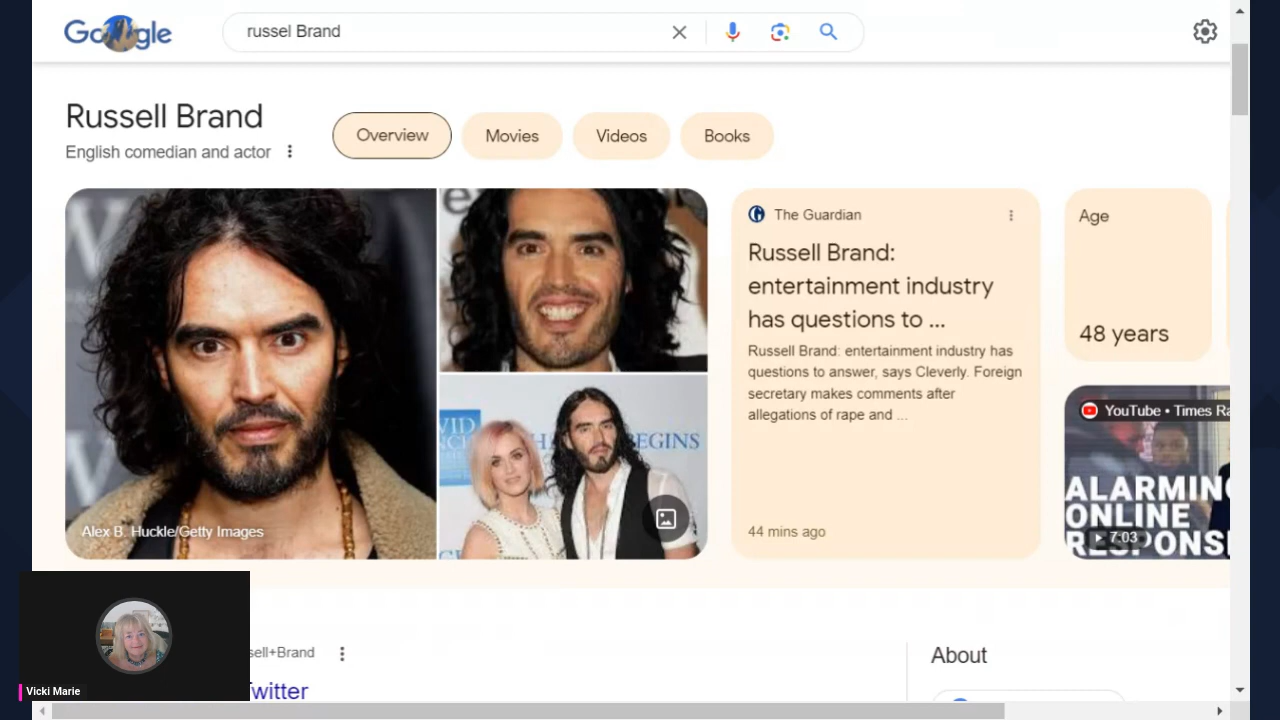 Google
russel Brand
Russell Brand
English comedian and actor
Overview
Movies
Videos
Books
Alex B. Huckle/Getty Images
BEGINS
The Guardian
Russell Brand:
entertainment industry
has questions to ...
Russell Brand: entertainment industry has
questions to answer, says Cleverly. Foreign
secretary makes comments after
allegations of rape and ...
44 mins ago
Age
48 years
YouTube • Times Ra
ALARMING
ONLINE
RESPONS
7:03
sell+Brand
Twitter
About
Vicki Marie